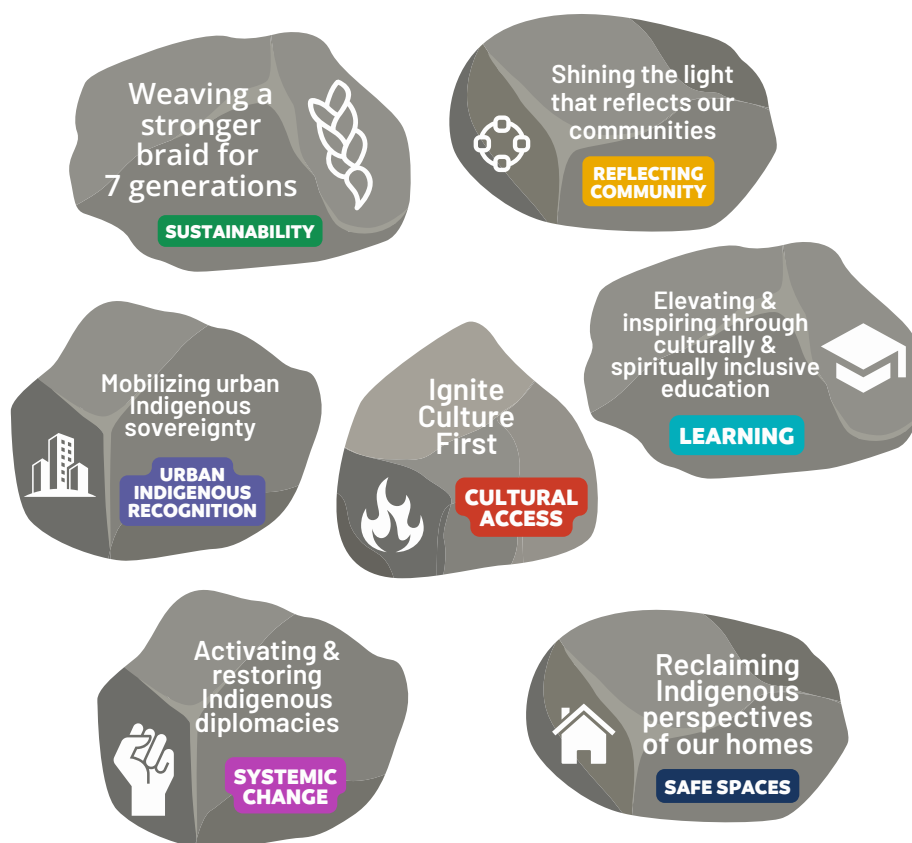 Weaving a
stronger
braid for
7 generations
SUSTAINABILITY
Shining the light
that reflects our
communities
REFLECTING
COMMUNITY
Mobilizing urban
Indigenous
sovereignty
URBAN
INDIGENOUS
RECOGNITION
Ignite
Culture
First
CULTURAL
ACCESS
Elevating &
inspiring through
culturally &
spiritually inclusive
education
LEARNING
Activating &
restoring
Indigenous
diplomacies
SYSTEMIC
CHANGE
Reclaiming
Indigenous
perspectives
of our homes
SAFE SPACES